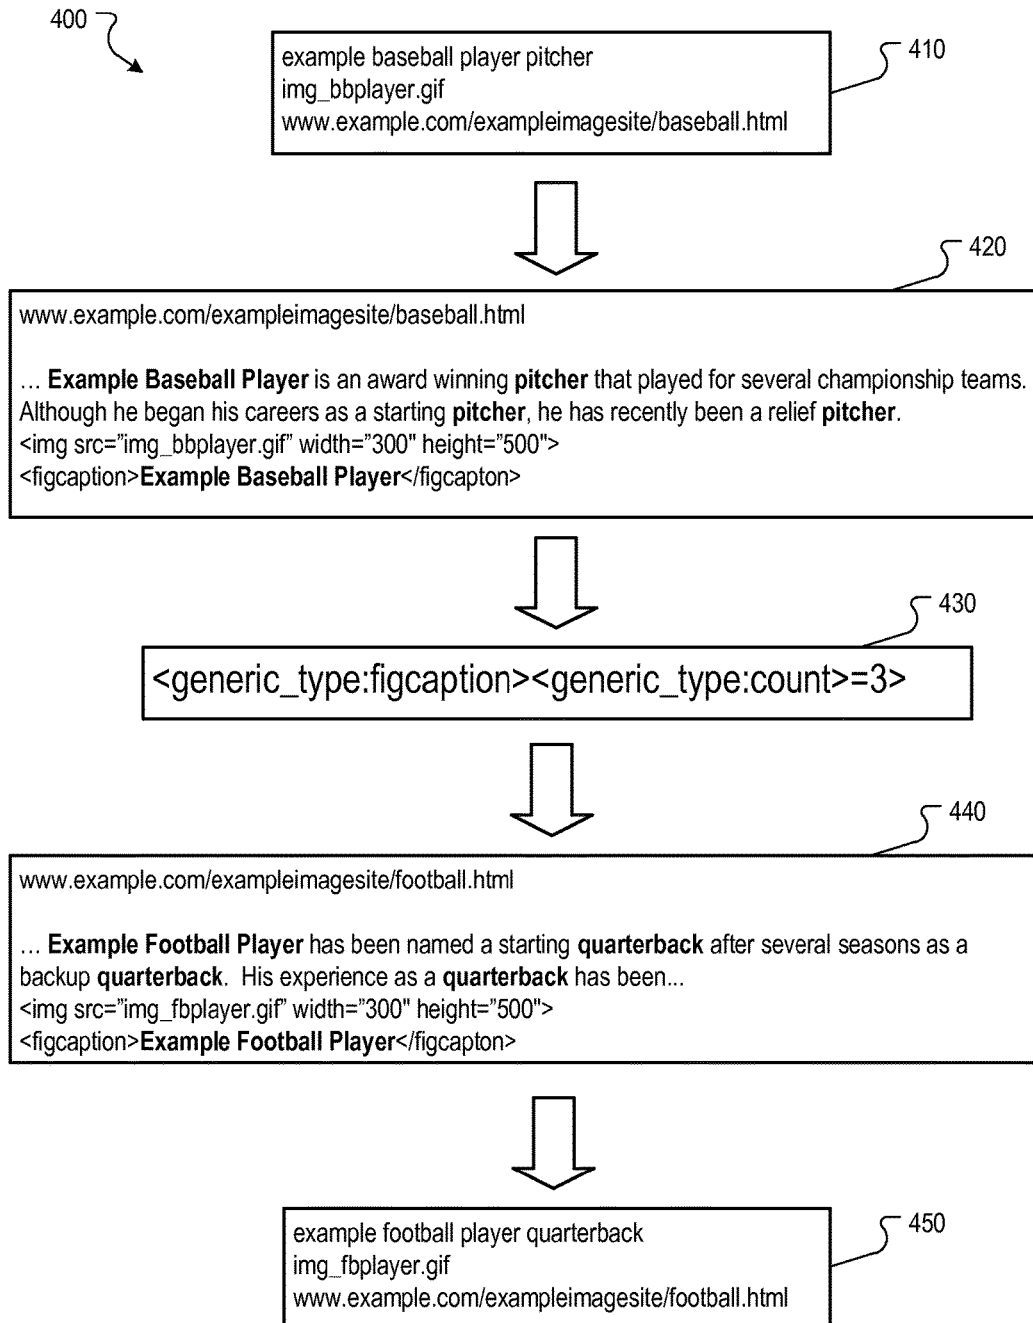 400
410
example baseball player pitcher
img_bbplayer.gif
www.example.com/exampleimagesite/baseball.html
420
www.example.com/exampleimagesite/baseball.html
... Example Baseball Player is an award winning pitcher that played for several championship teams.
Although he began his careers as a starting pitcher, he has recently been a relief pitcher.
<img src=”img_bbplayer.gif” width=”300" height=”500">
<figcaption>Example Baseball Player</figcapton>
430
<generic_type:figcaption><generic_type:count>=3>
440
www.example.com/exampleimagesite/football.html
... Example Football Player has been named a starting quarterback after several seasons as a
backup quarterback. His experience as a quarterback has been...
<img src=”img_fbplayer.gif” width=”300" height=”500">
<figcaption>Example Football Player</figcapton>
450
example football player quarterback
img_fbplayer.gif
www.example.com/exampleimagesite/football.html